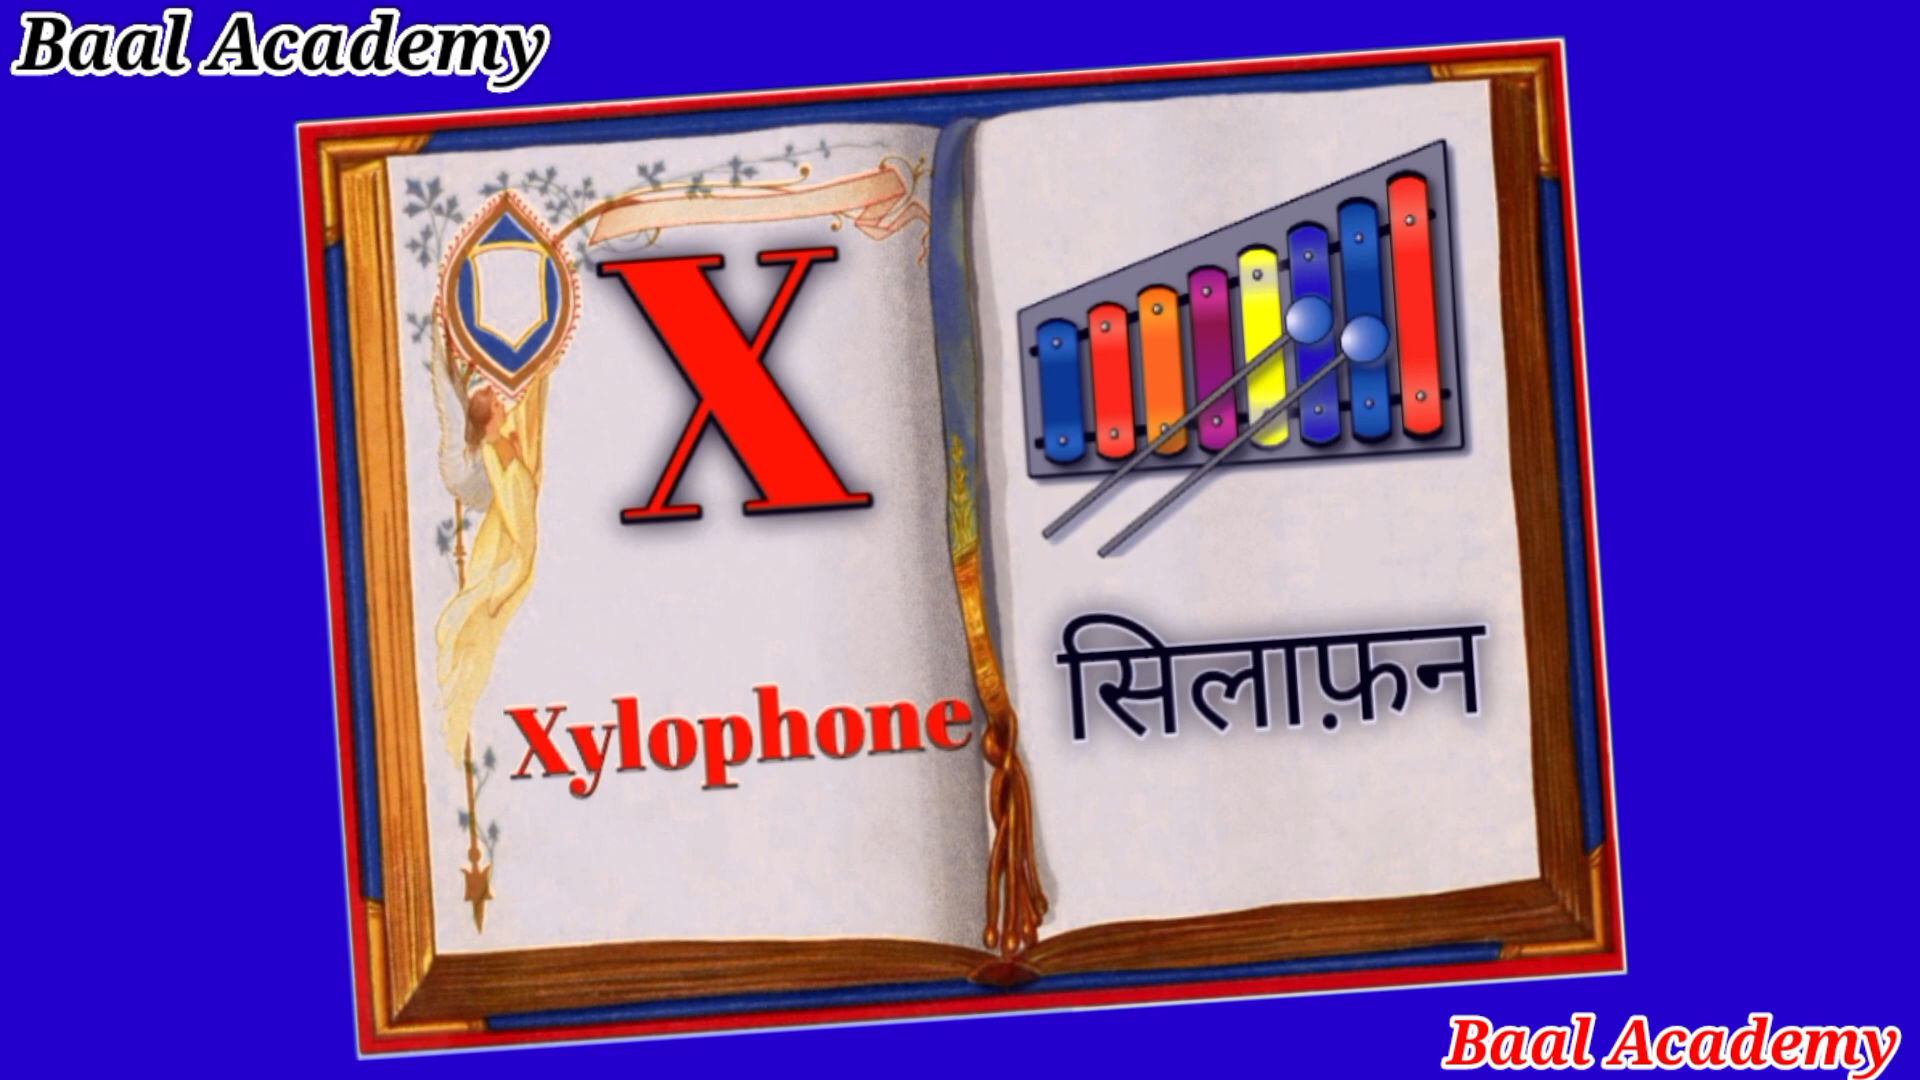 Baal Academy
X
Xylophone
सिलाफ़न
Baal Academy